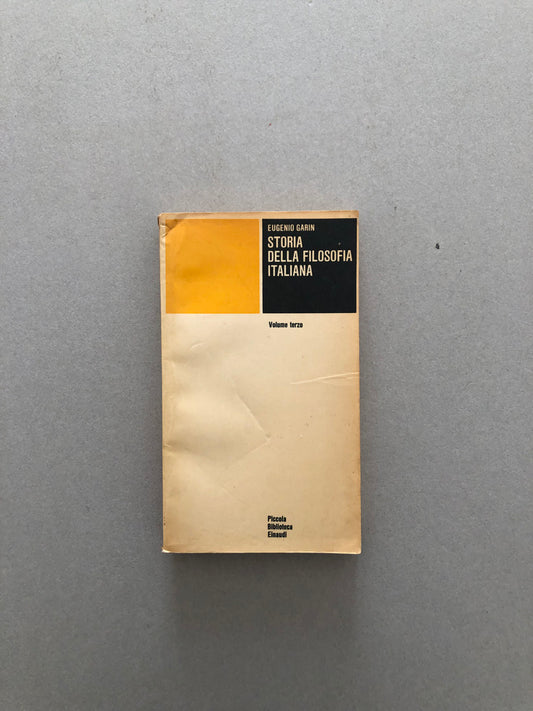 EUGENIO GARIN
STORIA
DELLA FILOSOFIA
ITALIANA
Volume terzo
Piccola
Biblioteca
Einaudi